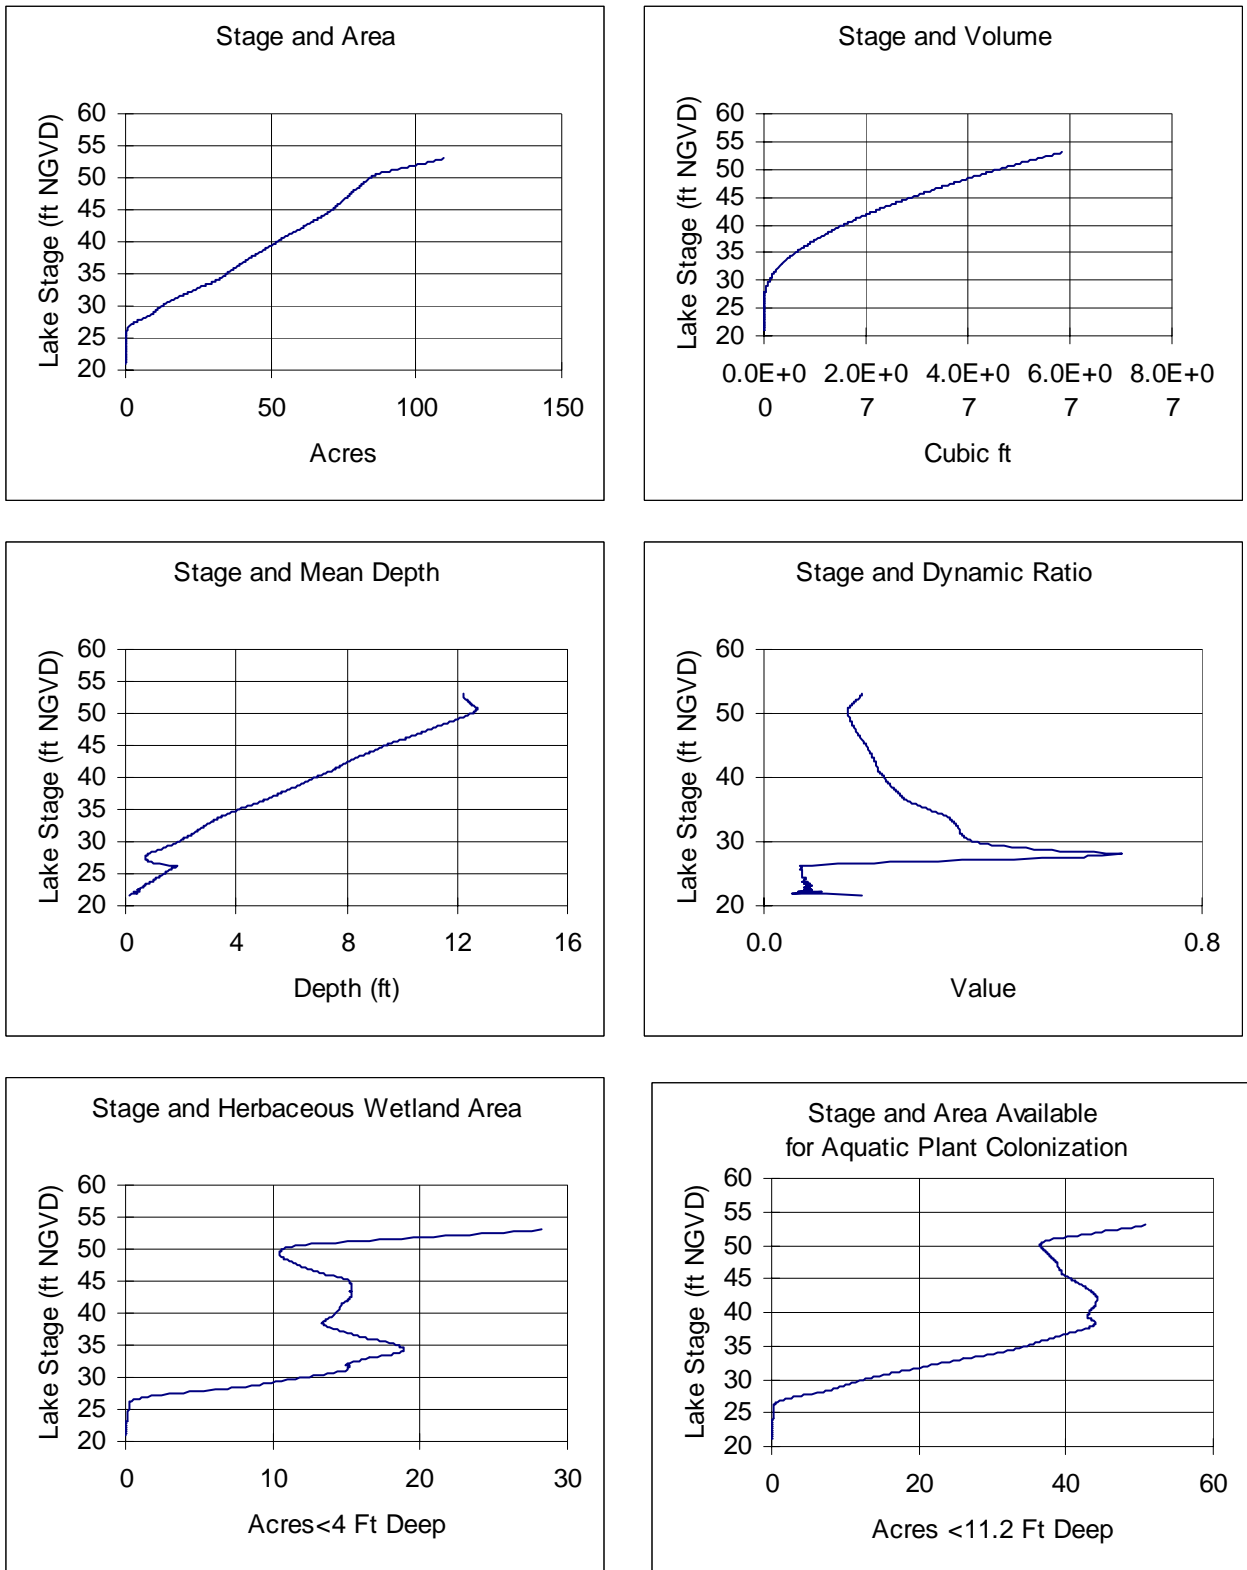 Stage and Area
Lake Stage (ft NGVD)
60
55
50
45
40
35
30
25
20
0 50 100 150
Acres
Stage and Volume
Lake Stage (ft NGVD)
60
55
50
45
40
35
30
25
20
0.0E+0 2.0E+0 4.0E+0 6.0E+0 8.0E+0
0 7 7 7 7
Cubic ft
Stage and Mean Depth
Lake Stage (ft NGVD)
60
55
50
45
40
35
30
25
20
0 4 8 12 16
Depth (ft)
Stage and Dynamic Ratio
Lake Stage (ft NGVD)
60
50
40
30
20
0.0 0.8
Value
Stage and Herbaceous Wetland Area
Lake Stage (ft NGVD)
60
55
50
45
40
35
30
25
20
0 10 20 30
Acres<4 Ft Deep
Stage and Area Available
for Aquatic Plant Colonization
Lake Stage (ft NGVD)
60
55
50
45
40
35
30
25
20
0 20 40 60
Acres <11.2 Ft Deep